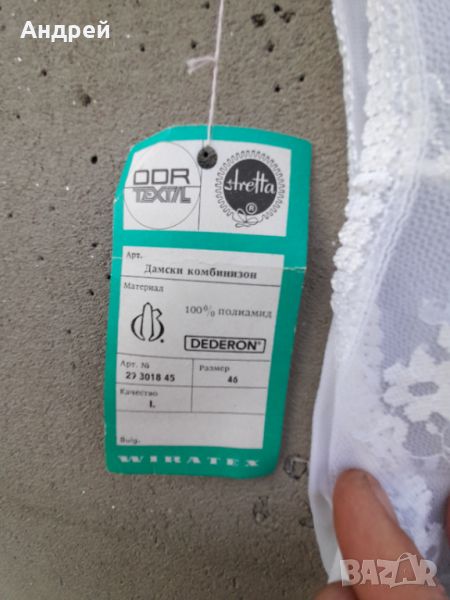 Андрей
DDR
TEXTIL
stretta
®
Арт.
Дамски комбинизон
Материал
100% полиамид
DEDERON®
Арт. № Размер
29 3018 45 46
Качество
I.
Bulg.
WIRATEX
BAZAR